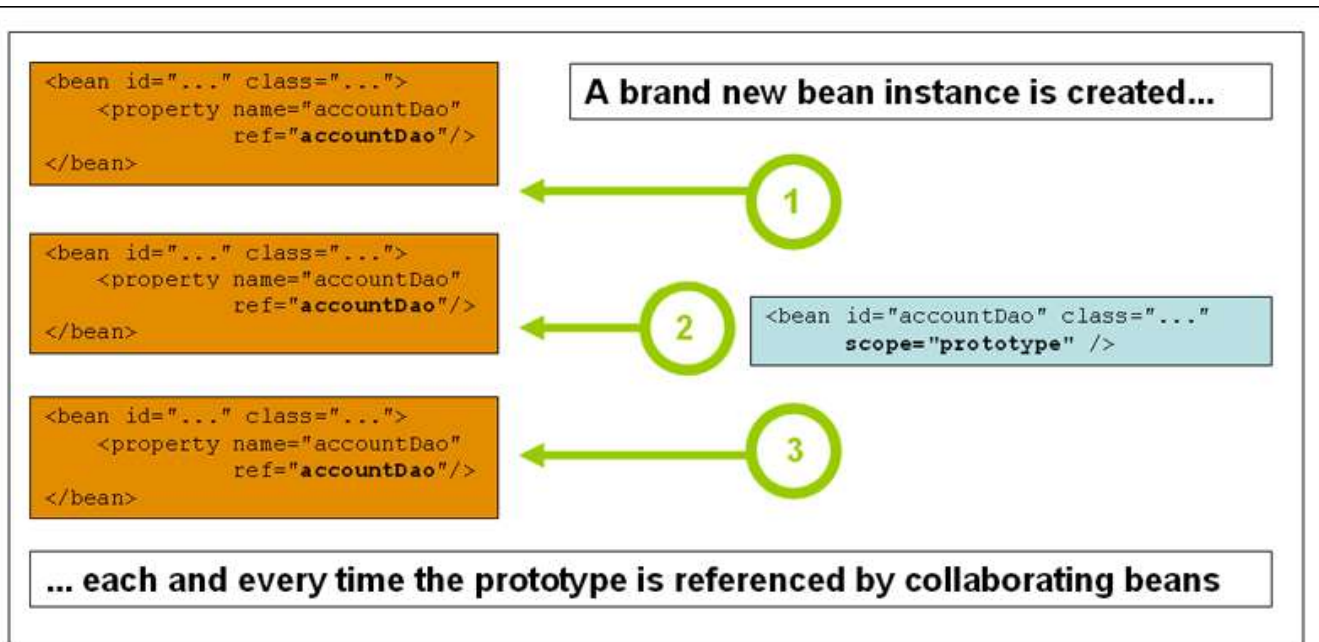 <bean id="..." class="...">
    <property name="accountDao"
              ref="accountDao"/>
</bean>
A brand new bean instance is created...
1
<bean id="..." class="...">
    <property name="accountDao"
              ref="accountDao"/>
</bean>
2
<bean id="accountDao" class="..."
      scope="prototype" />
<bean id="..." class="...">
    <property name="accountDao"
              ref="accountDao"/>
</bean>
3
... each and every time the prototype is referenced by collaborating beans